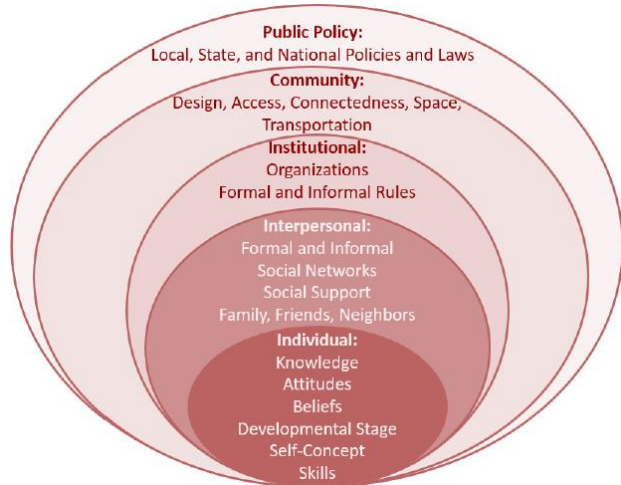 Public Policy:
Local, State, and National Policies and Laws
Community:
Design, Access, Connectedness, Space,
Transportation
Institutional:
Organizations
Formal and Informal Rules
Interpersonal:
Formal and Informal
Social Networks
Social Support
Family, Friends, Neighbors
Individual:
Knowledge
Attitudes
Beliefs
Developmental Stage
Self-Concept
Skills